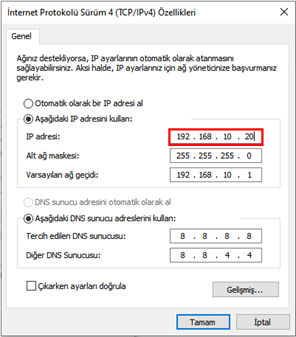 İnternet Protokolü Sürüm 4 (TCP/IPv4) Özellikleri
Genel
Ağınız destekliyorsa, IP ayarlarının otomatik olarak atanmasını
sağlayabilirsiniz. Aksi halde, IP ayarlarınız için ağ yöneticinize başvurmanız
gerekir.
Otomatik olarak bir IP adresi al
Aşağıdaki IP adresini kullan:
IP adresi: 192 . 168 . 10 . 20
Alt ağ maskesi: 255 . 255 . 255 . 0
Varsayılan ağ geçidi: 192 . 168 . 10 . 1
DNS sunucu adresini otomatik olarak al
Aşağıdaki DNS sunucu adreslerini kullan:
Tercih edilen DNS Sunucusu: 8 . 8 . 8 . 8
Diğer DNS Sunucusu: 8 . 8 . 4 . 4
Çıkarken ayarları doğrula
Gelişmiş...
Tamam İptal